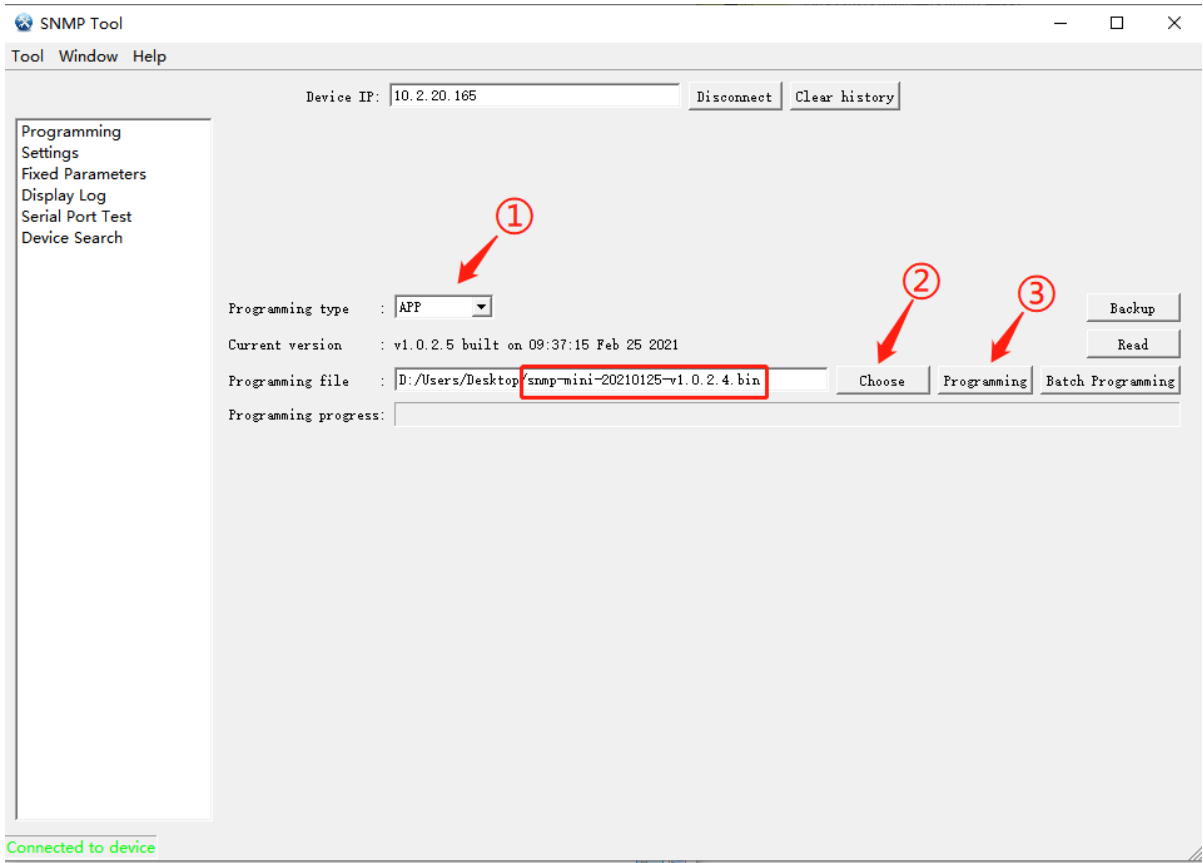 SNMP Tool
Tool Window Help
Device IP: 10.2.20.165 Disconnect Clear history
Programming
Settings
Fixed Parameters
Display Log
Serial Port Test
Device Search
①
②
③
Programming type : APP Backup
Current version : v1.0.2.5 built on 09:37:15 Feb 25 2021 Read
Programming file : D:/Users/Desktop/snmp-mini-20210125-v1.0.2.4.bin Choose Programming Batch Programming
Programming progress:
Connected to device